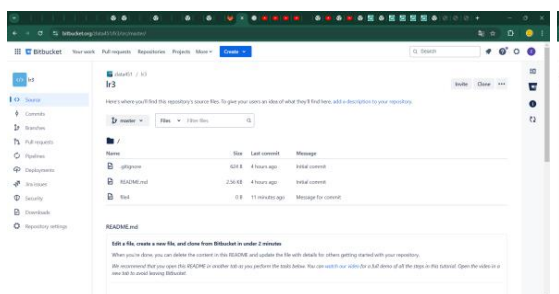 bitbucket.org/data451/lr3/src/master/
Bitbucket Your work Pull requests Repositories Projects More Create Search
lr3
data451 / lr3
lr3
Invite Clone
Here's where you'll find this repository's source files. To give your users an idea of what they'll find here, add a description to your repository.
Source
Commits
Branches
Pull requests
Pipelines
Deployments
Jira issues
Security
Downloads
Repository settings
master Files Filter files
/
Name Size Last commit Message
.gitignore 624 B 4 hours ago Initial commit
README.md 2.56 KB 4 hours ago Initial commit
file4 0 B 11 minutes ago Message for commit
README.md
Edit a file, create a new file, and clone from Bitbucket in under 2 minutes
When you're done, you can delete the content in this README and update the file with details for others getting started with your repository.
We recommend that you open this README in another tab as you perform the tasks below. You can watch our video for a full demo of all the steps in this tutorial. Open the video in a
new tab to avoid leaving Bitbucket.